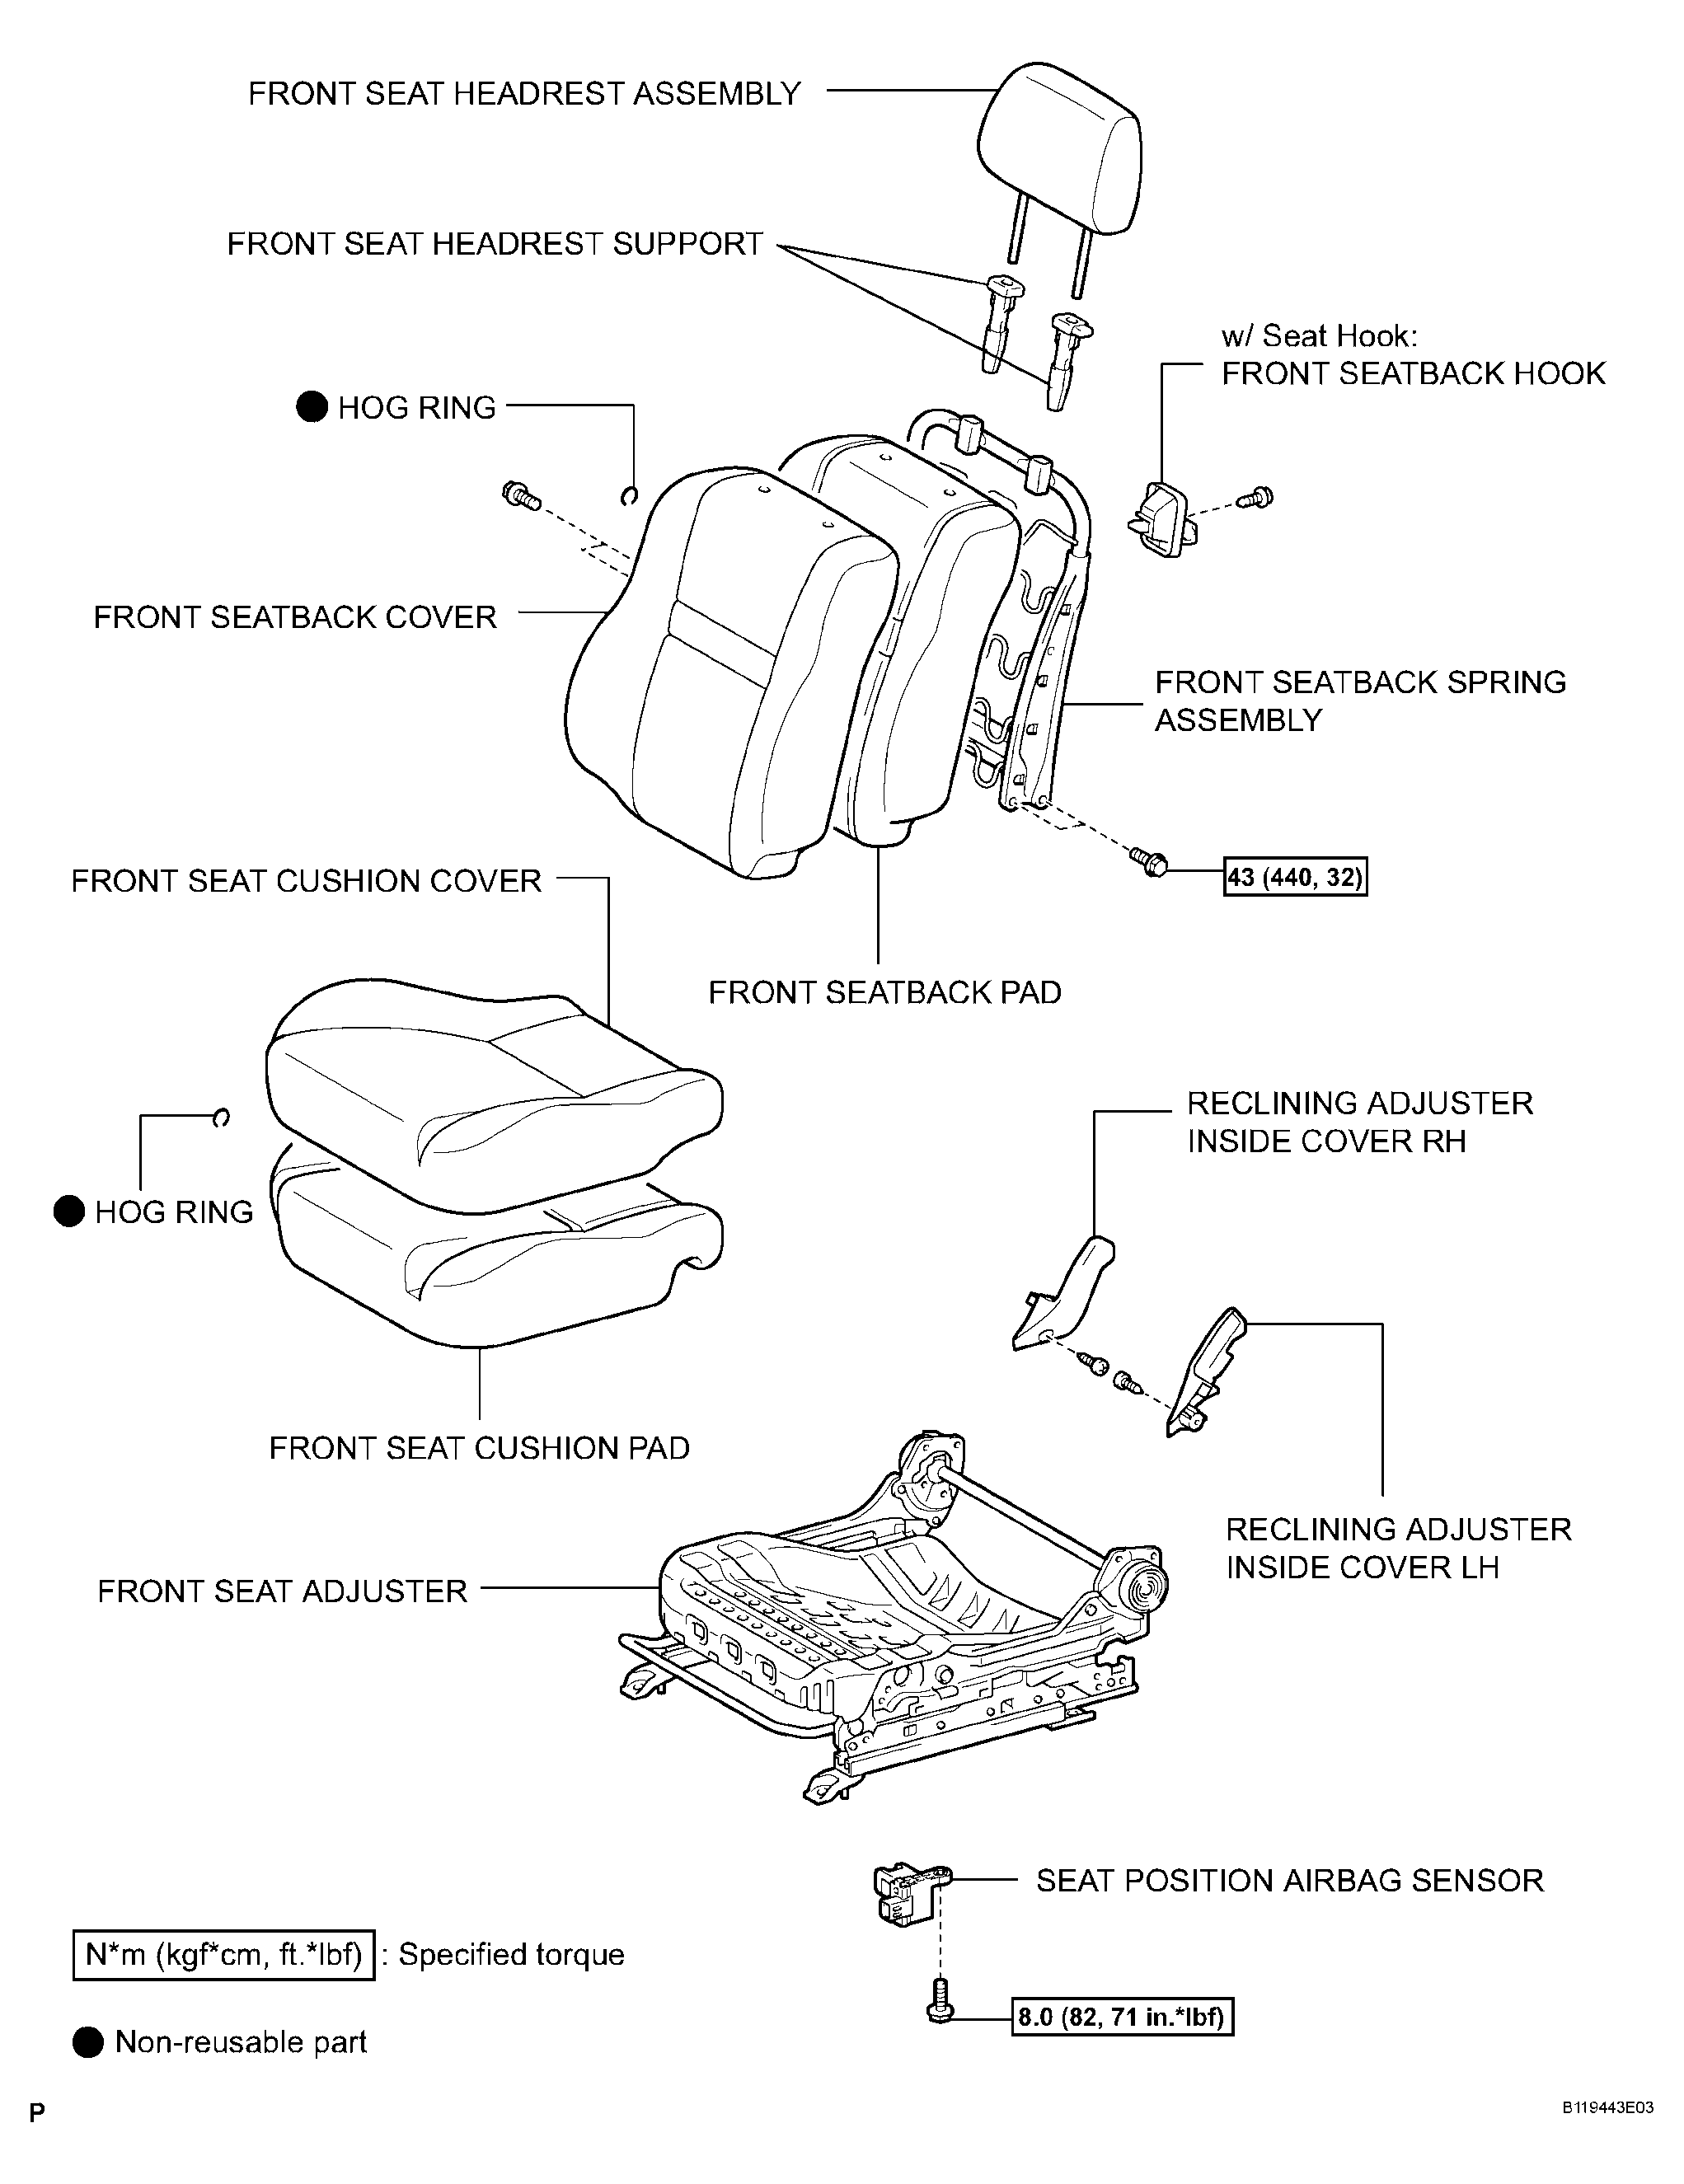 FRONT SEAT HEADREST ASSEMBLY
FRONT SEAT HEADREST SUPPORT
w/ Seat Hook:
FRONT SEATBACK HOOK
HOG RING
FRONT SEATBACK COVER
FRONT SEATBACK SPRING
ASSEMBLY
FRONT SEAT CUSHION COVER
43 (440, 32)
FRONT SEATBACK PAD
RECLINING ADJUSTER
INSIDE COVER RH
HOG RING
FRONT SEAT CUSHION PAD
RECLINING ADJUSTER
INSIDE COVER LH
FRONT SEAT ADJUSTER
SEAT POSITION AIRBAG SENSOR
N*m (kgf*cm, ft.*lbf) : Specified torque
8.0 (82, 71 in.*lbf)
Non-reusable part
P
B119443E03